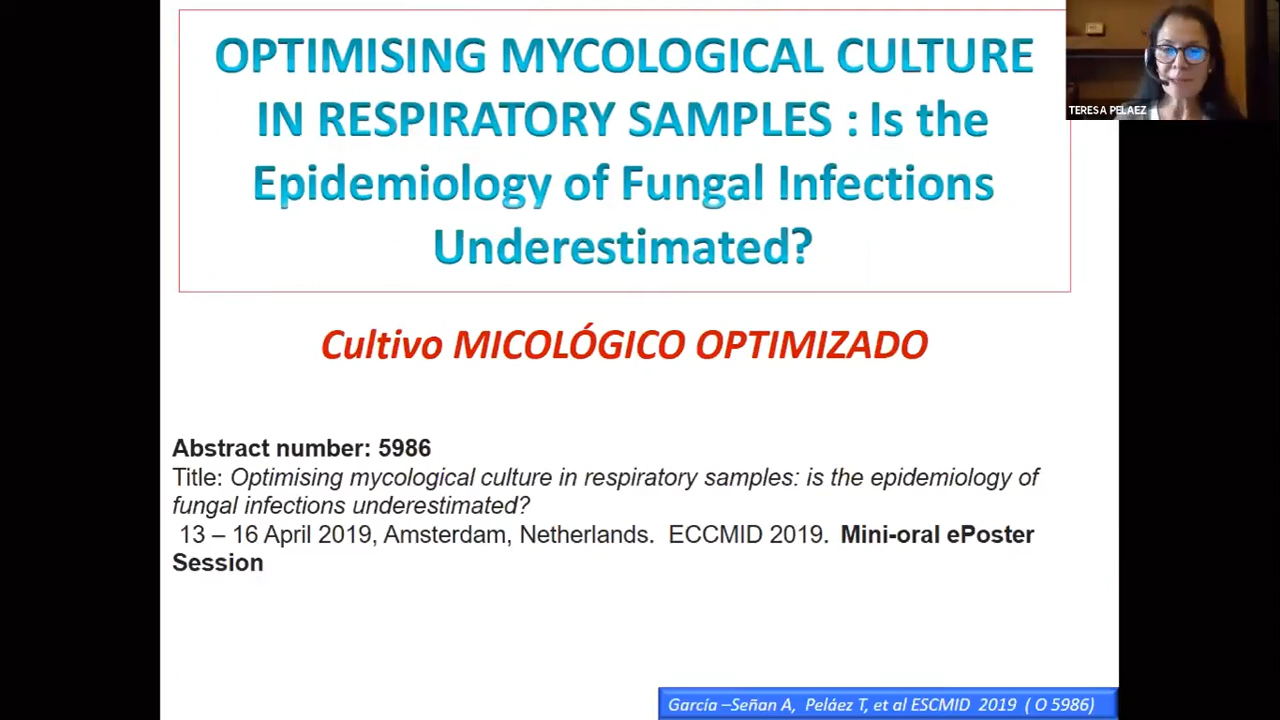 OPTIMISING MYCOLOGICAL CULTURE
IN RESPIRATORY SAMPLES : Is the
Epidemiology of Fungal Infections
Underestimated?
TERESA PELAEZ
Cultivo MICOLÓGICO OPTIMIZADO
Abstract number: 5986
Title: Optimising mycological culture in respiratory samples: is the epidemiology of
fungal infections underestimated?
13 – 16 April 2019, Amsterdam, Netherlands. ECCMID 2019. Mini-oral ePoster
Session
García –Señan A, Peláez T, et al ESCMID 2019 ( O 5986)